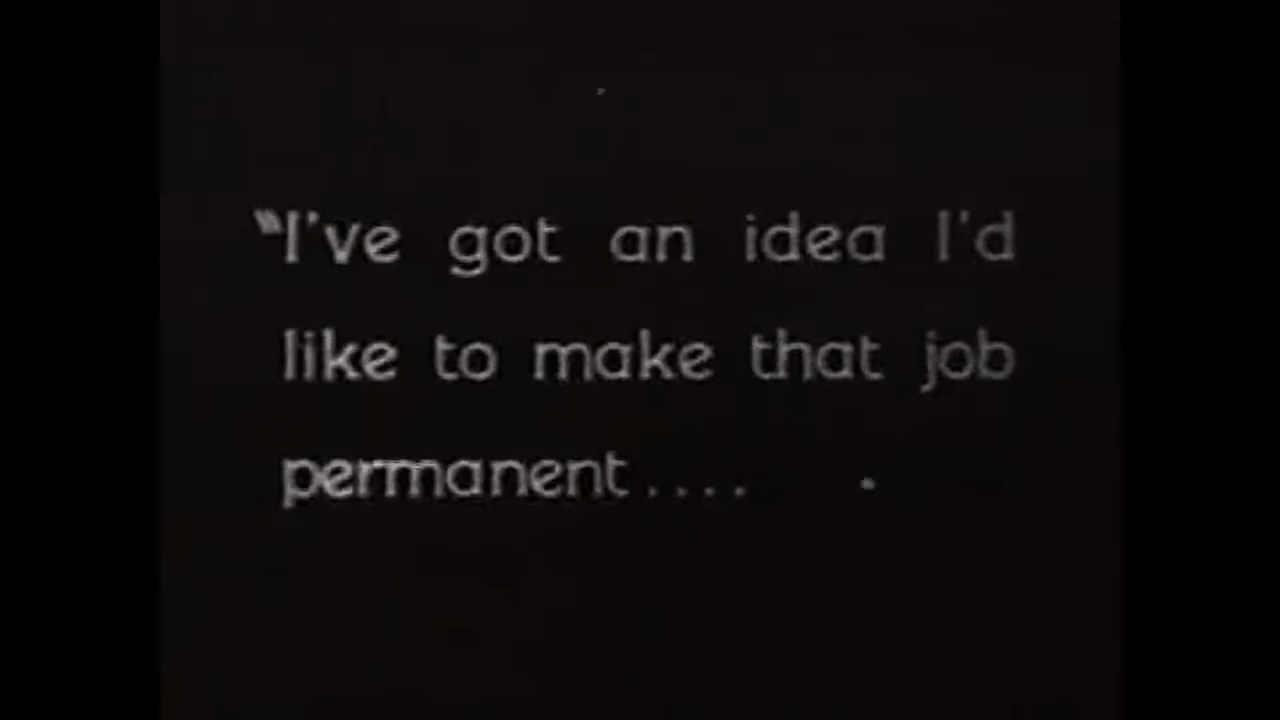 "I've got an idea I'd
like to make that job
permanent....